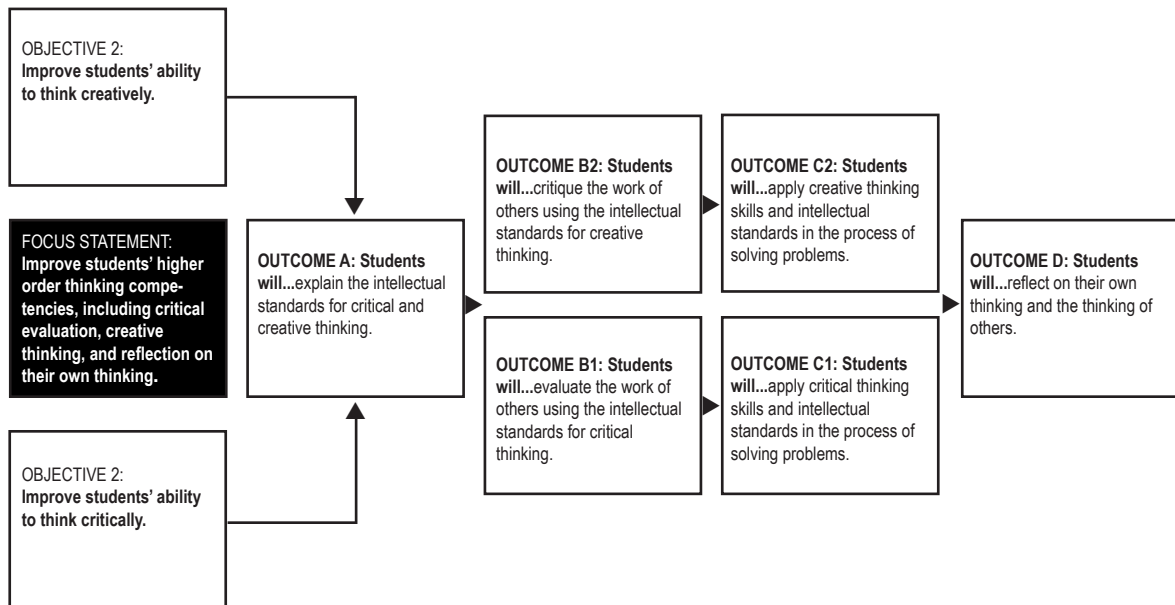 OBJECTIVE 2:
Improve students' ability
to think creatively.
FOCUS STATEMENT:
Improve students' higher
order thinking compe-
tencies, including critical
evaluation, creative
thinking, and reflection on
their own thinking.
OBJECTIVE 2:
Improve students' ability
to think critically.
OUTCOME A: Students
will...explain the intellectual
standards for critical and
creative thinking.
OUTCOME B2: Students
will...critique the work of
others using the intellectual
standards for creative
thinking.
OUTCOME B1: Students
will...evaluate the work of
others using the intellectual
standards for critical
thinking.
OUTCOME C2: Students
will...apply creative thinking
skills and intellectual
standards in the process of
solving problems.
OUTCOME C1: Students
will...apply critical thinking
skills and intellectual
standards in the process of
solving problems.
OUTCOME D: Students
will...reflect on their own
thinking and the thinking of
others.